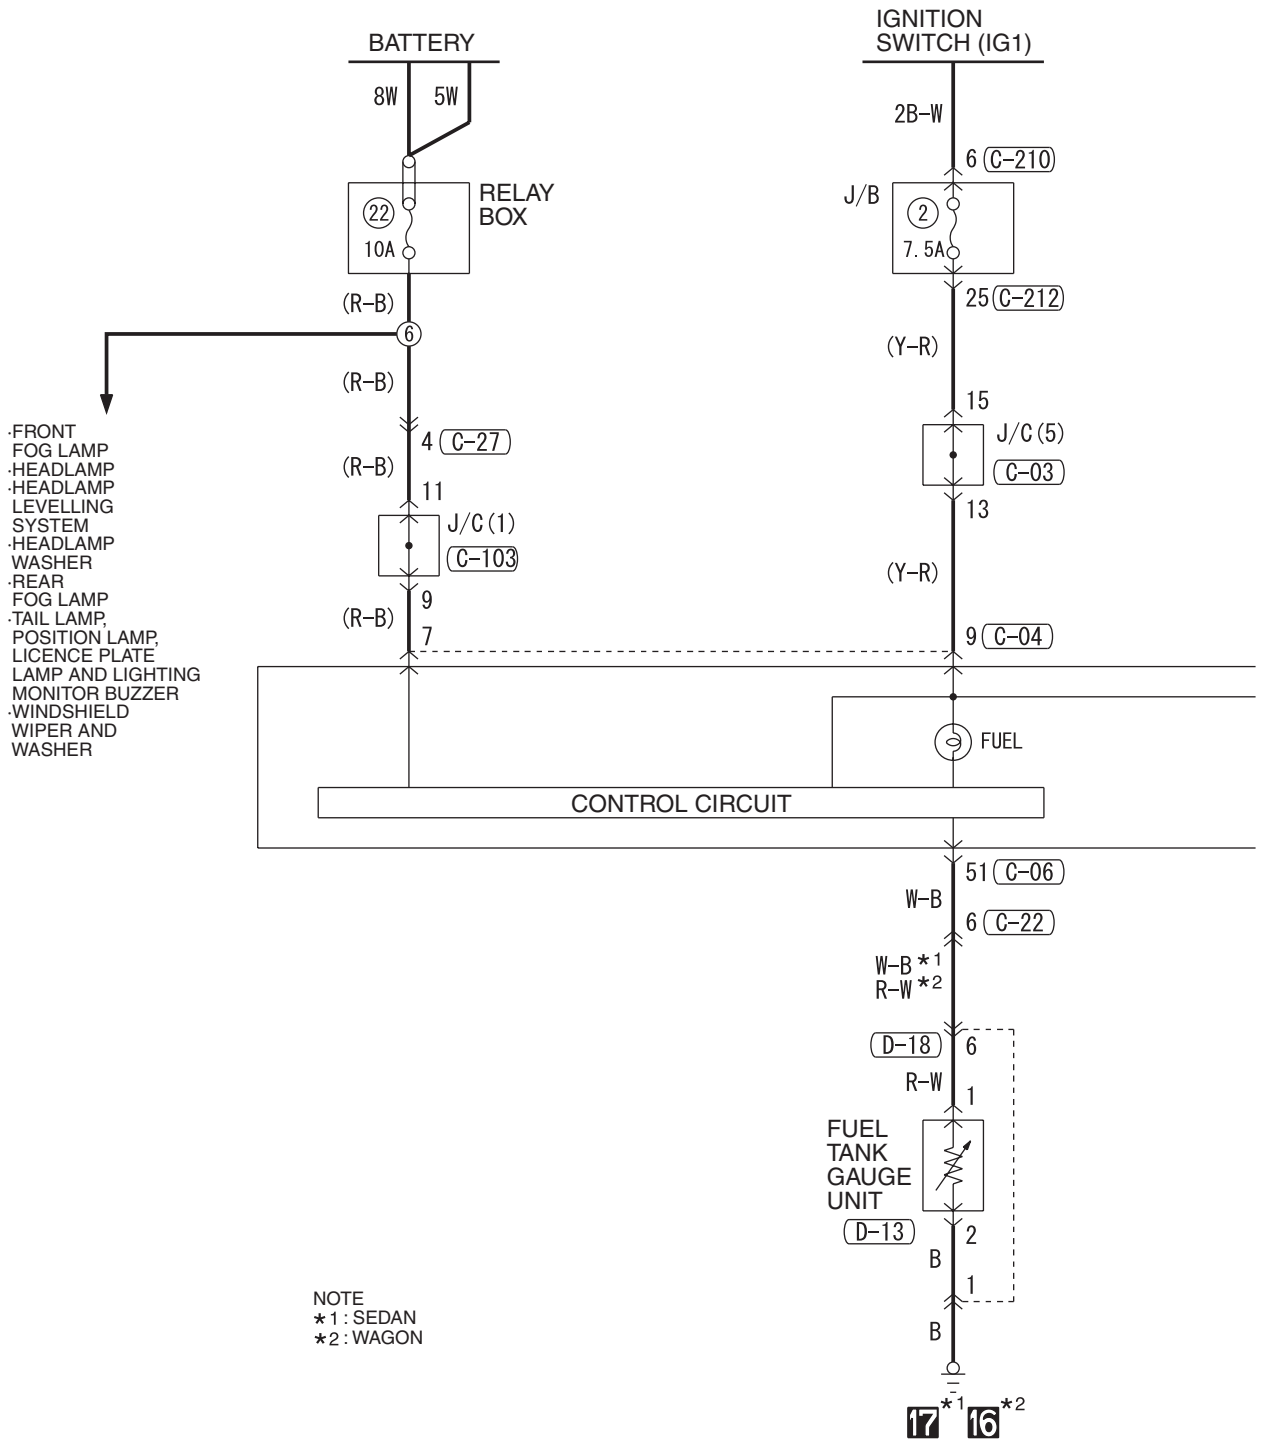 BATTERY
IGNITION
SWITCH (IG1)
8W
5W
2B-W
6
C-210
RELAY
BOX
22
10A
J/B
2
7.5A
(R-B)
25
C-212
6
(Y-R)
(R-B)
15
4
C-27
J/C(5)
C-03
(R-B)
11
13
J/C(1)
C-103
(Y-R)
9
(R-B)
7
9
C-04
·FRONT
FOG LAMP
·HEADLAMP
·HEADLAMP
LEVELLING
SYSTEM
·HEADLAMP
WASHER
·REAR
FOG LAMP
·TAIL LAMP,
POSITION LAMP,
LICENCE PLATE
LAMP AND LIGHTING
MONITOR BUZZER
·WINDSHIELD
WIPER AND
WASHER
FUEL
CONTROL CIRCUIT
51
C-06
W-B
6
C-22
W-B *1
R-W *2
D-18
6
R-W
1
FUEL
TANK
GAUGE
UNIT
D-13
2
B
1
B
NOTE
*1 : SEDAN
*2 : WAGON
17 *1 16 *2